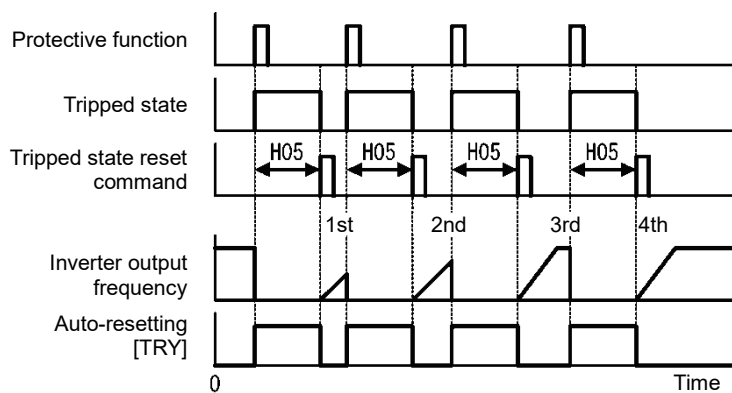 Protective function
Tripped state
Tripped state reset
command
H05 H05 H05 H05
1st 2nd 3rd 4th
Inverter output
frequency
Auto-resetting
[TRY]
0 Time